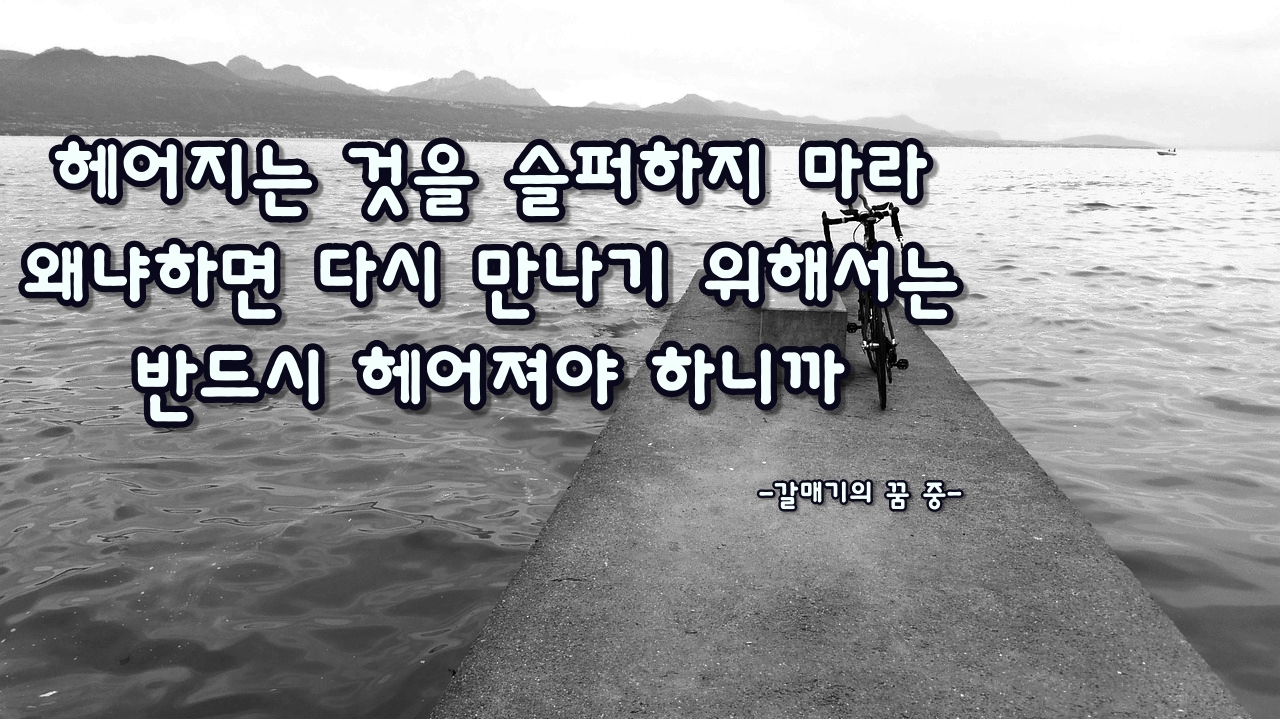 헤어지는 것을 슬퍼하지 마라
왜냐하면 다시 만나기 위해서는
반드시 헤어져야 하니까
-갈매기의 꿈 중-